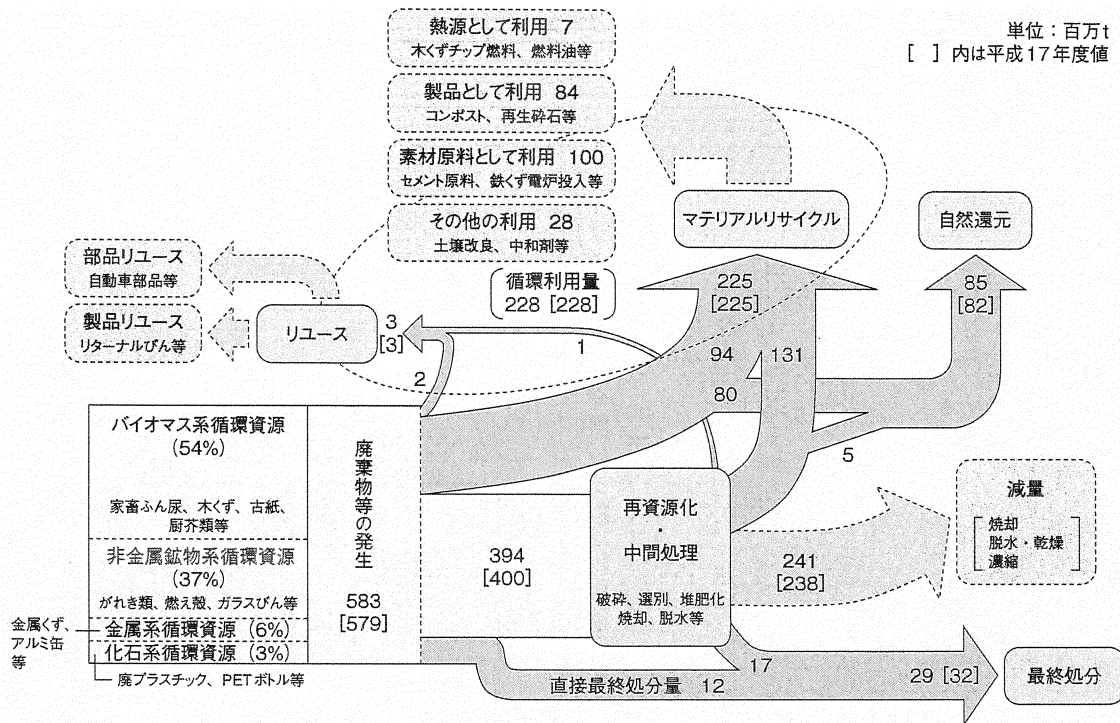 単位：百万t
[ ] 内は平成17年度値
熱源として利用 7
木くずチップ燃料、燃料油等
製品として利用 84
コンポスト、再生砕石等
素材原料として利用 100
セメント原料、鉄くず電炉投入等
その他の利用 28
土壌改良、中和剤等
マテリアルリサイクル
自然還元
部品リユース
自動車部品等
製品リユース
リターナルびん等
リユース
3
[3]
循環利用量
228 [228]
225
[225]
85
[82]
1
2
94
131
80
5
バイオマス系循環資源
(54%)
家畜ふん尿、木くず、古紙、
厨芥類等
非金属鉱物系循環資源
(37%)
がれき類、燃え殻、ガラスびん等
金属系循環資源 (6%)
化石系循環資源 (3%)
金属くず、
アルミ缶
等
廃プラスチック、PETボトル等
廃棄物等の発生
583
[579]
394
[400]
再資源化
・
中間処理
破砕、選別、堆肥化
焼却、脱水等
減量
焼却
脱水・乾燥
濃縮
241
[238]
17
直接最終処分量 12
29 [32]
最終処分